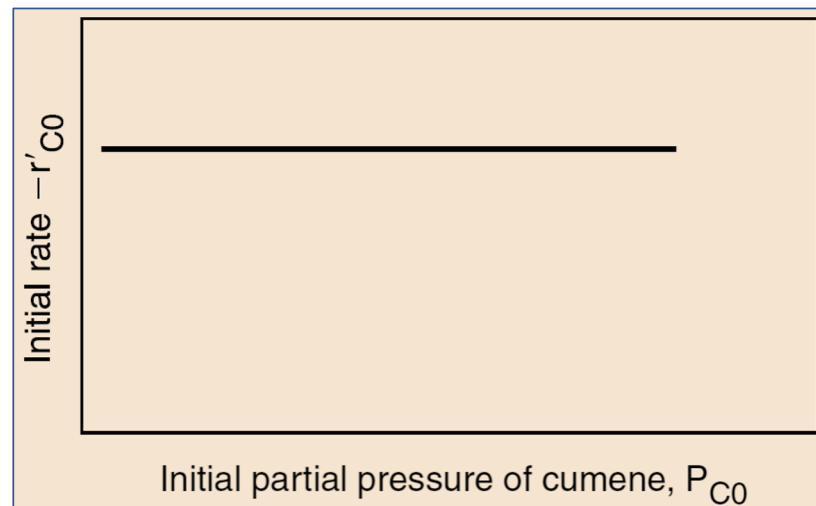 Initial rate −r′C0
Initial partial pressure of cumene, PC0